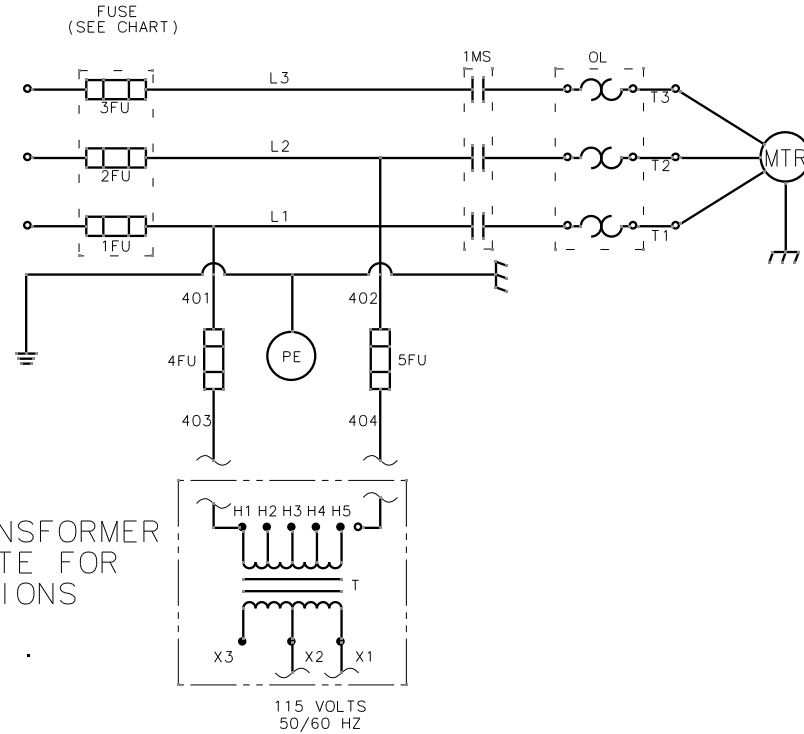 FUSE
(SEE CHART)
1MS
OL
L3
3FU
T3
L2
2FU
T2
MTR
L1
1FU
T1
401
402
4FU
PE
5FU
403
404
H1 H2 H3 H4 H5
NSFORMER
TE FOR
IONS
T
X3
X2
X1
115 VOLTS
50/60 HZ